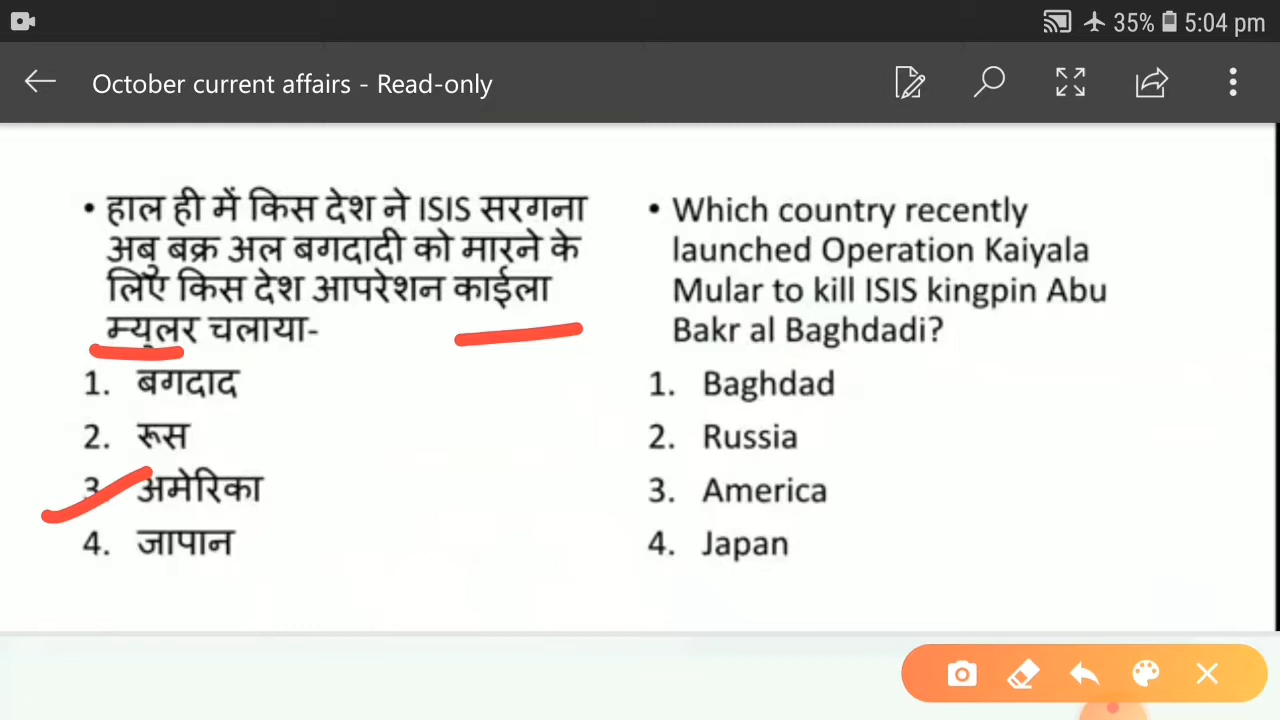 35% 5:04 pm
October current affairs - Read-only
• हाल ही में किस देश ने ISIS सरगना
अबु बक्र अल बगदादी को मारने के
लिए किस देश आपरेशन काईला
म्युलर चलाया-
1. बगदाद
2. रूस
3. अमेरिका
4. जापान
• Which country recently
launched Operation Kaiyala
Mular to kill ISIS kingpin Abu
Bakr al Baghdadi?
1. Baghdad
2. Russia
3. America
4. Japan